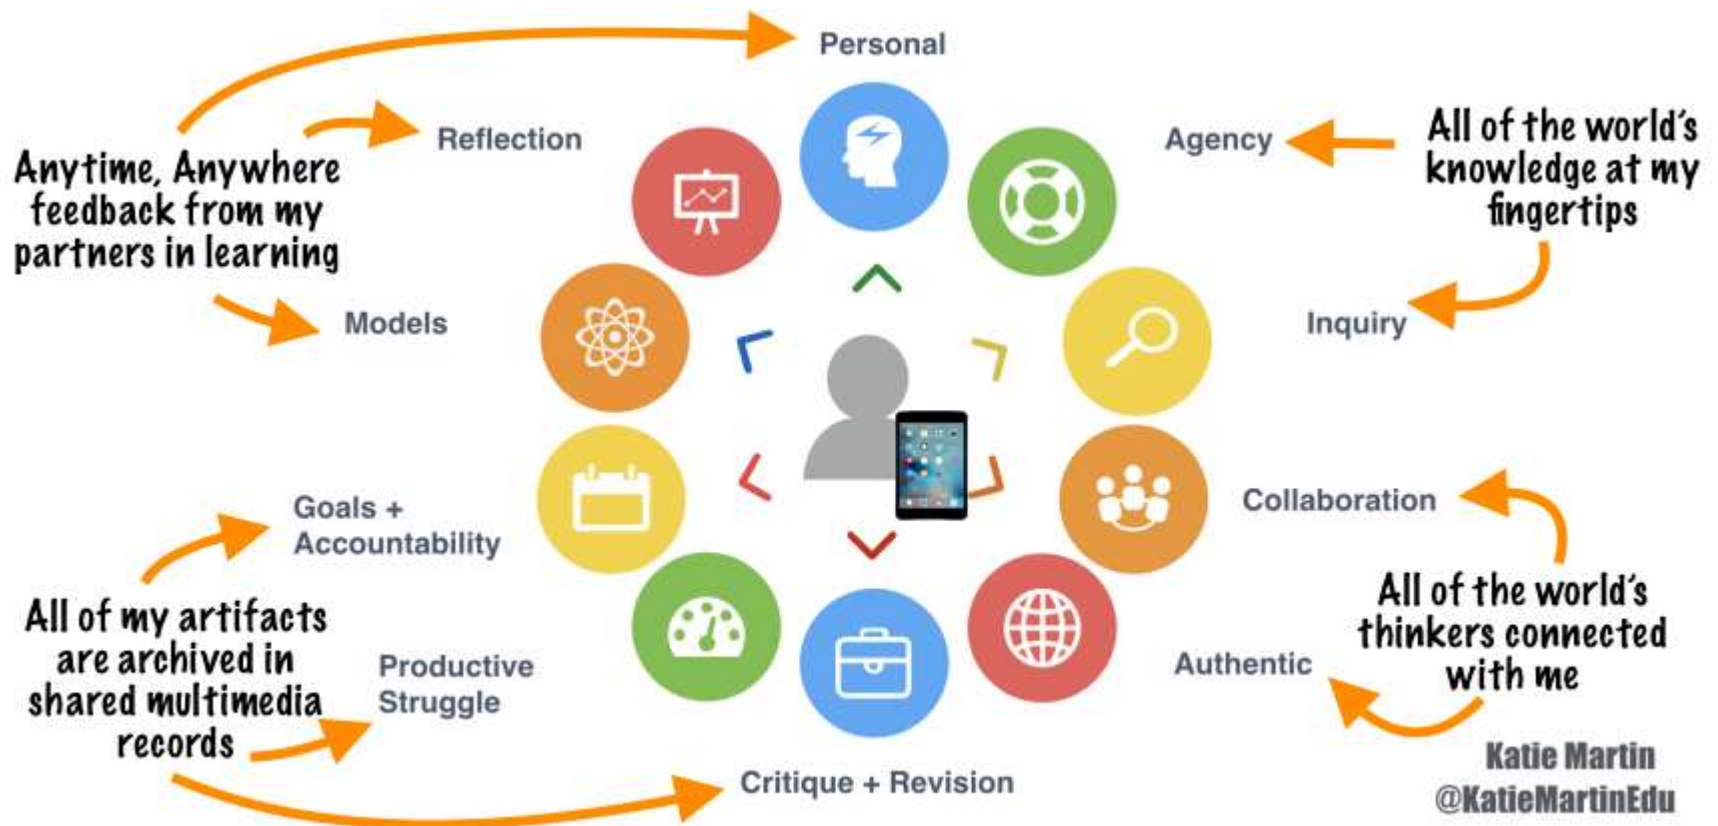 Personal
Reflection
Agency
All of the world's
knowledge at my
fingertips
Anytime, Anywhere
feedback from my
partners in learning
Models
Inquiry
Goals +
Accountability
Collaboration
All of my artifacts
are archived in
shared multimedia
records
Productive
Struggle
Authentic
All of the world's
thinkers connected
with me
Critique + Revision
Katie Martin
@KatieMartinEdu